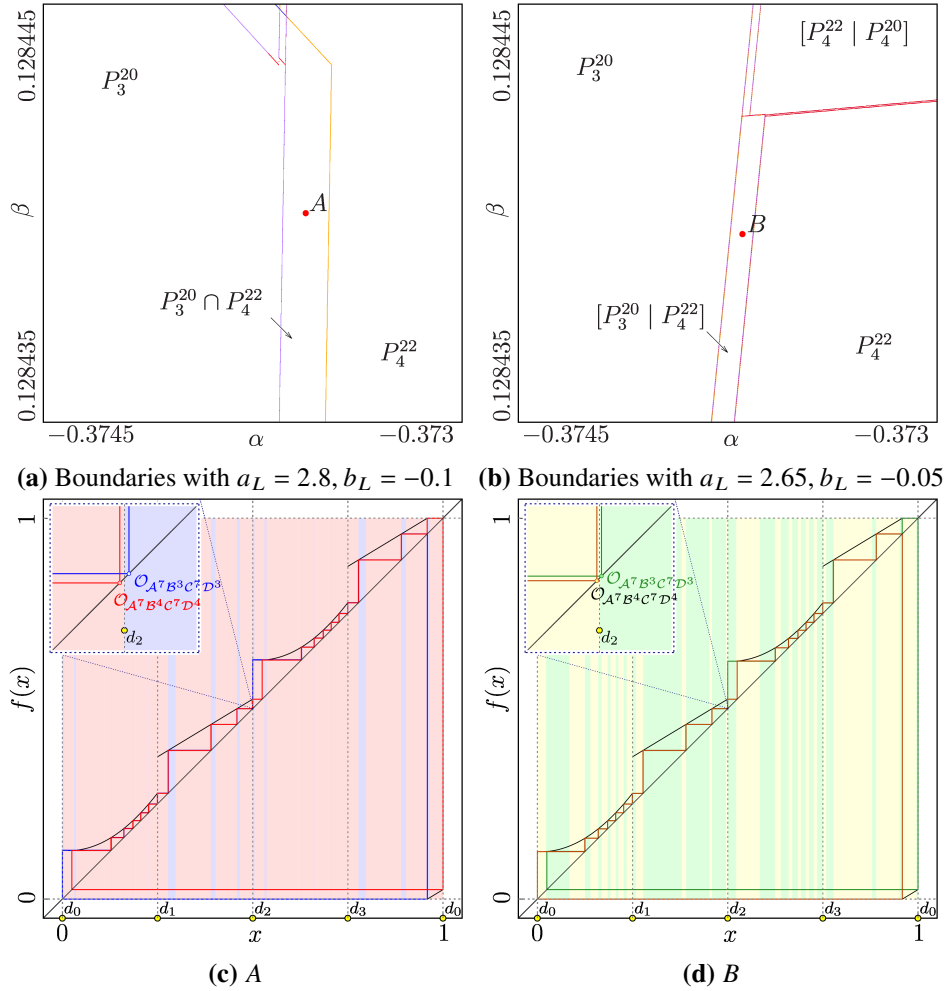 0.128445
β
0.128435
P_3^{20}
A
P_3^{20} ∩ P_4^{22}
P_4^{22}
−0.3745 α −0.373
(a) Boundaries with a_L = 2.8, b_L = −0.1
0.128445
β
0.128435
P_3^{20}
[P_4^{22} | P_4^{20}]
B
[P_3^{20} | P_4^{22}]
P_4^{22}
−0.3745 α −0.373
(b) Boundaries with a_L = 2.65, b_L = −0.05
1
f(x)
0
𝒪_{𝒜^7ℬ^3𝒞^7𝒟^3}
𝒪_{𝒜^7ℬ^4𝒞^7𝒟^4}
d_2
d_0 d_1 d_2 d_3 d_0
0 x 1
(c) A
1
f(x)
0
𝒪_{𝒜^7ℬ^3𝒞^7𝒟^3}
𝒪_{𝒜^7ℬ^4𝒞^7𝒟^4}
d_2
d_0 d_1 d_2 d_3 d_0
0 x 1
(d) B